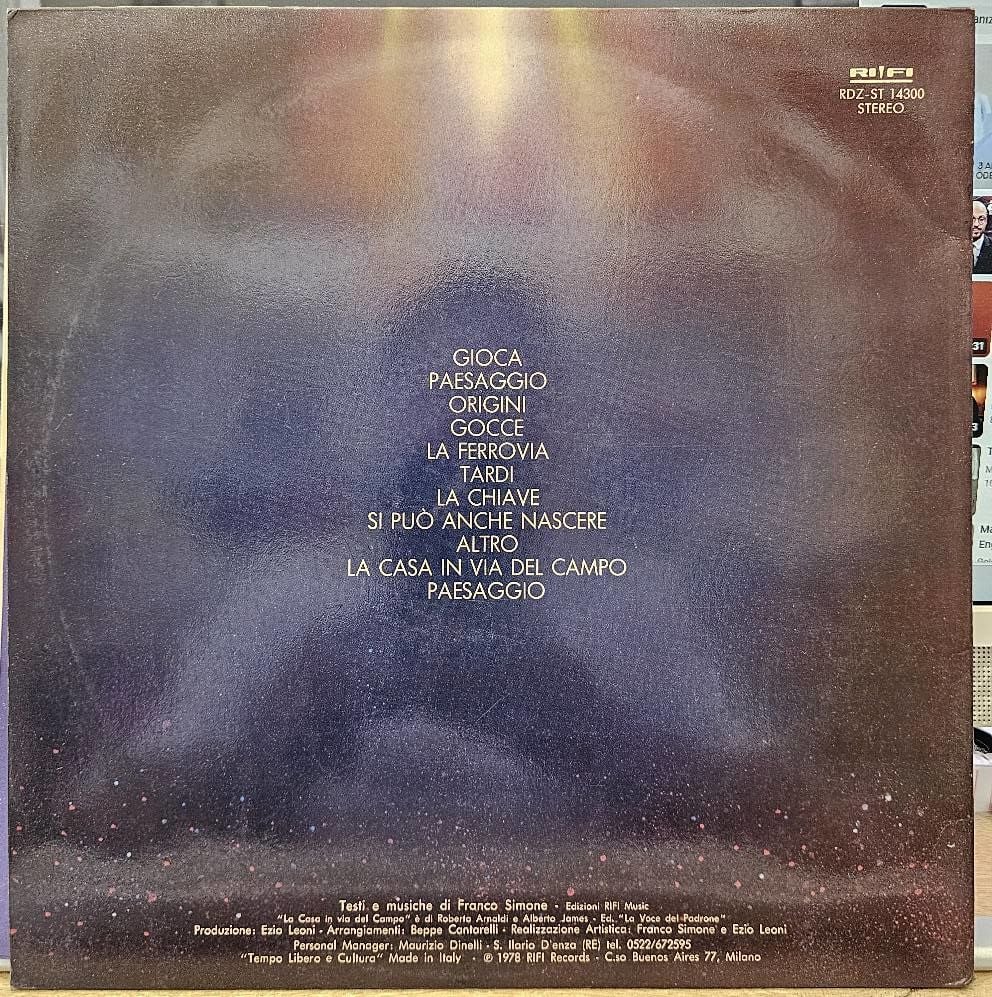 RI!FI
RDZ-ST 14300
STEREO
GIOCA
PAESAGGIO
ORIGINI
GOCCE
LA FERROVIA
TARDI
LA CHIAVE
SI PUÒ ANCHE NASCERE
ALTRO
LA CASA IN VIA DEL CAMPO
PAESAGGIO
Testi e musiche di Franco Simone - Edizioni RIFI Music
"La Casa in via del Campo" è di Roberto Arnaldi e Alberto James - Ed. "La Voce del Padrone"
Produzione: Ezio Leoni - Arrangiamenti: Beppe Cantarelli - Realizzazione Artistica: Franco Simone e Ezio Leoni
Personal Manager: Maurizio Dinelli - S. Ilario D'enza (RE) tel. 0522/672595
"Tempo Libero e Cultura" Made in Italy - ℗ 1978 RIFI Records - C.so Buenos Aires 77, Milano
31